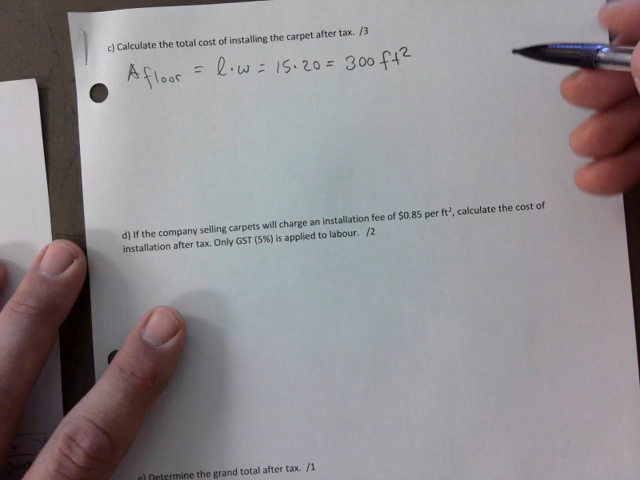 c) Calculate the total cost of installing the carpet after tax. /3
A floor = l·w = 15·20 = 300 ft²
d) If the company selling carpets will charge an installation fee of $0.85 per ft², calculate the cost of
installation after tax. Only GST (5%) is applied to labour. /2
e) Determine the grand total after tax. /1